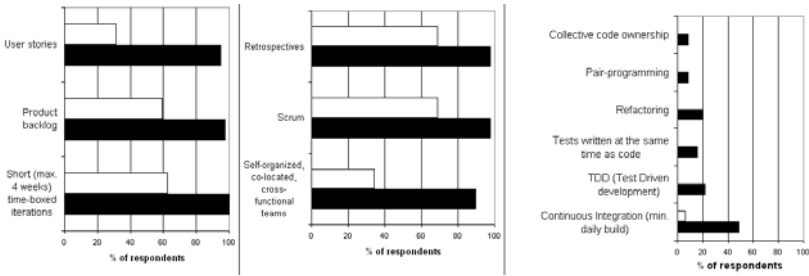 User stories
Product
backlog
Short (max.
4 weeks)
time-boxed
iterations
0 20 40 60 80 100
% of respondents
Retrospectives
Scrum
Self-organized,
co-located,
cross-
functional
teams
0 20 40 60 80 100
% of respondents
Collective code ownership
Pair-programming
Refactoring
Tests written at the same
time as code
TDD (Test Driven
development)
Continuous Integration (min.
daily build)
0 20 40 60 80 100
% of respondents